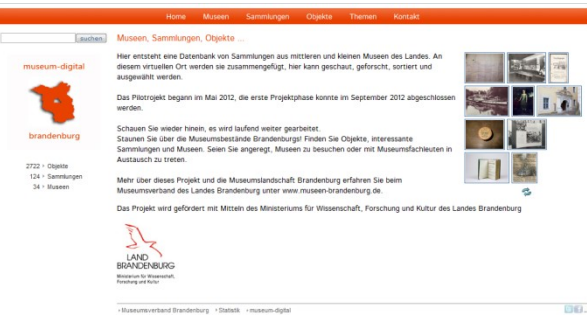 Home Museen Sammlungen Objekte Themen Kontakt
suchen
museum-digital
brandenburg
2722 › Objekte
124 › Sammlungen
34 › Museen
Museen, Sammlungen, Objekte ...
Hier entsteht eine Datenbank von Sammlungen aus mittleren und kleinen Museen des Landes. An
diesem virtuellen Ort werden sie zusammengefügt, hier kann geschaut, geforscht, sortiert und
ausgewählt werden.
Das Pilotprojekt begann im Mai 2012, die erste Projektphase konnte im September 2012 abgeschlossen
werden.
Schauen Sie wieder hinein, es wird laufend weiter gearbeitet.
Staunen Sie über die Museumsbestände Brandenburgs! Finden Sie Objekte, interessante
Sammlungen und Museen. Seien Sie angeregt, Museen zu besuchen oder mit Museumsfachleuten in
Austausch zu treten.
Mehr über dieses Projekt und die Museumslandschaft Brandenburg erfahren Sie beim
Museumsverband des Landes Brandenburg unter www.museen-brandenburg.de.
Das Projekt wird gefördert mit Mitteln des Ministeriums für Wissenschaft, Forschung und Kultur des Landes Brandenburg
LAND
BRANDENBURG
Ministerium für Wissenschaft,
Forschung und Kultur
› Museumsverband Brandenburg › Statistik › museum-digital